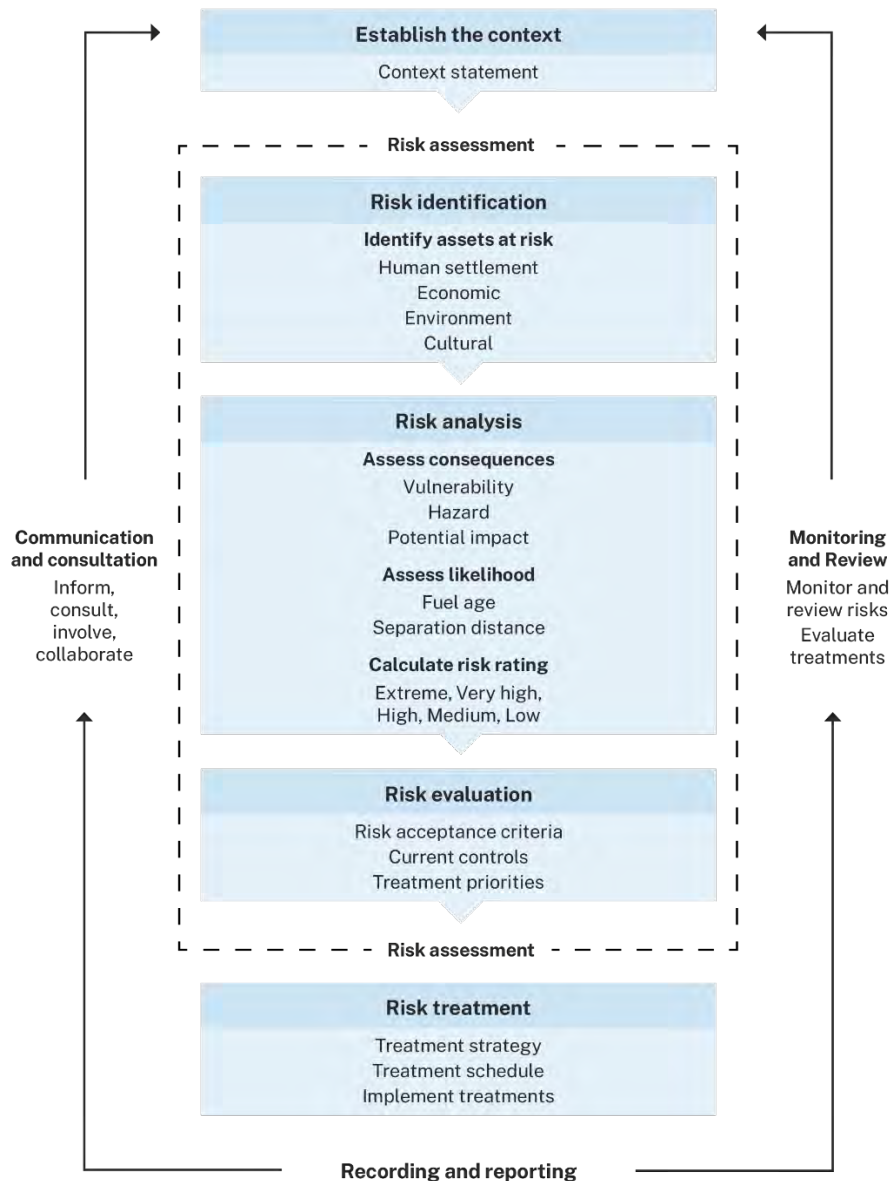 Establish the context
Context statement
Risk assessment
Risk identification
Identify assets at risk
Human settlement
Economic
Environment
Cultural
Risk analysis
Assess consequences
Vulnerability
Hazard
Potential impact
Assess likelihood
Fuel age
Separation distance
Calculate risk rating
Extreme, Very high,
High, Medium, Low
Communication
and consultation
Inform,
consult,
involve,
collaborate
Monitoring
and Review
Monitor and
review risks
Evaluate
treatments
Risk evaluation
Risk acceptance criteria
Current controls
Treatment priorities
Risk assessment
Risk treatment
Treatment strategy
Treatment schedule
Implement treatments
Recording and reporting